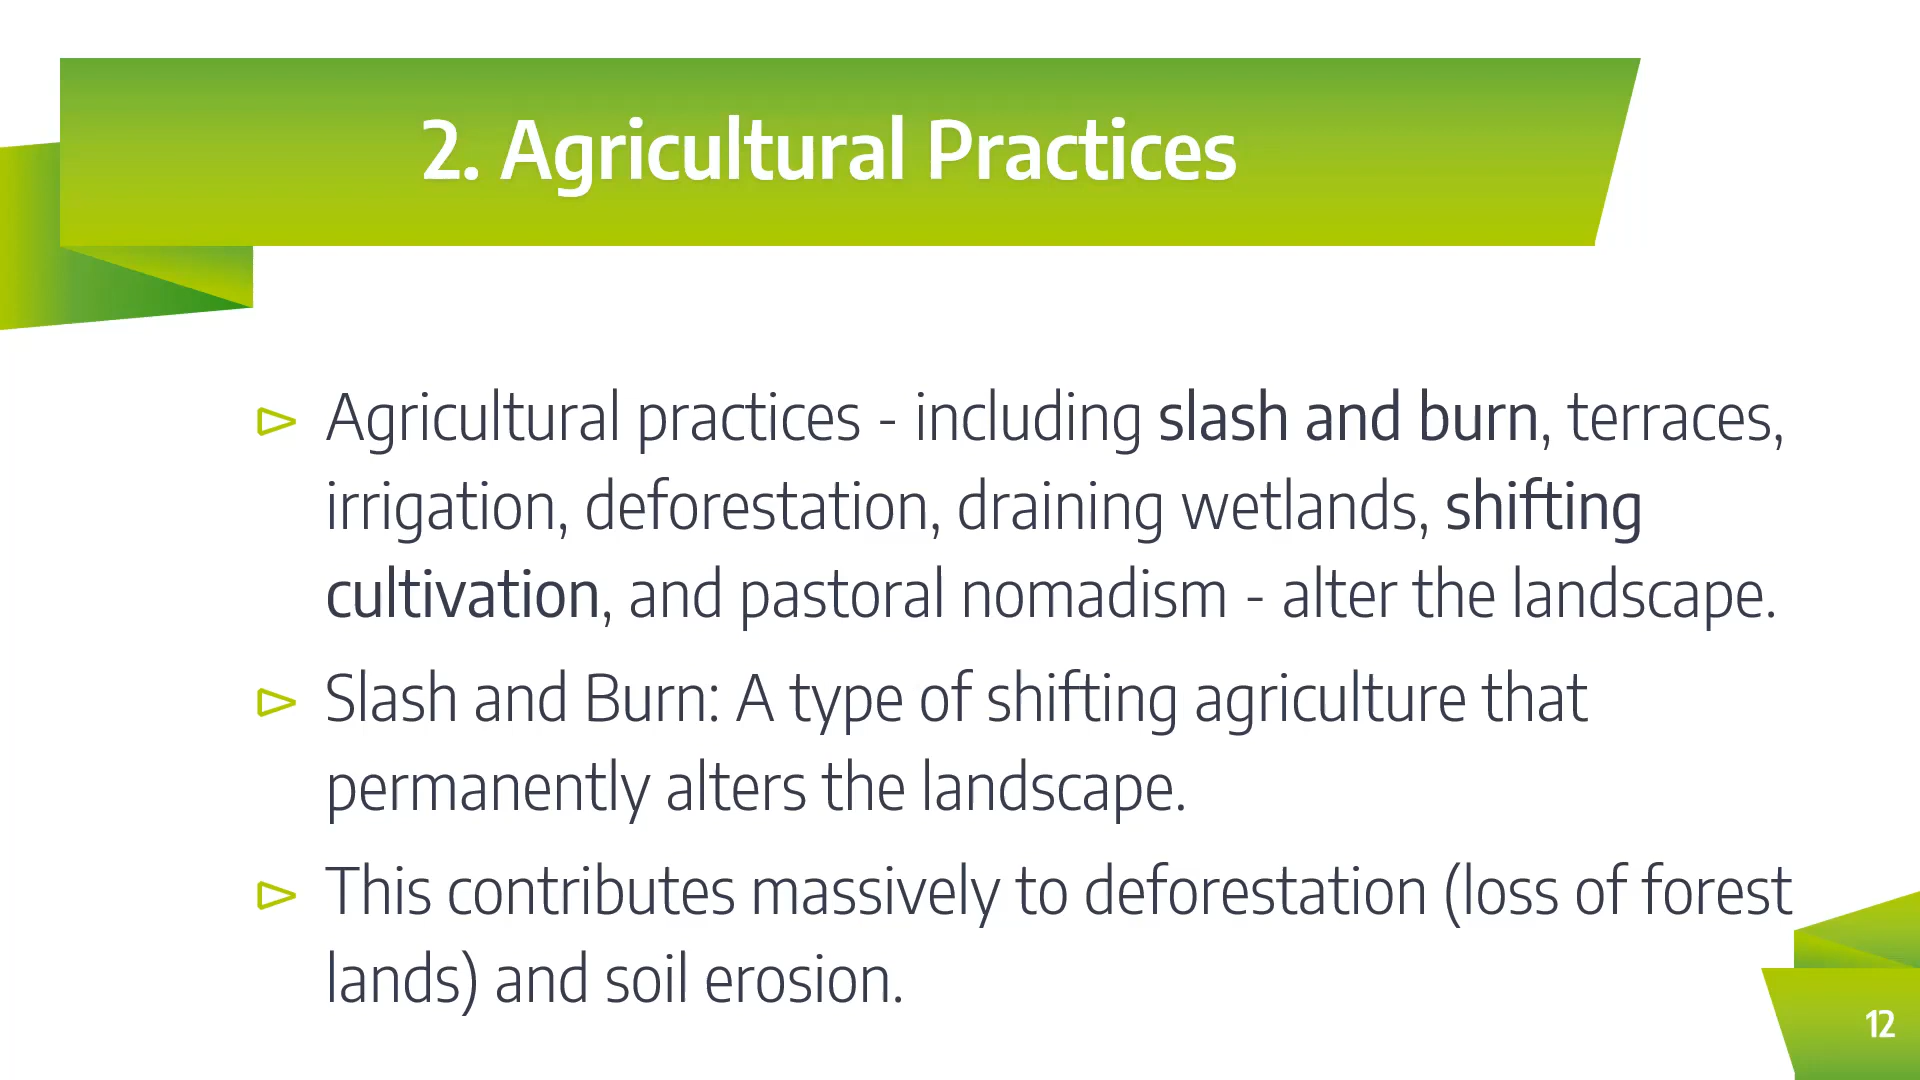 2. Agricultural Practices
Agricultural practices - including slash and burn, terraces,
irrigation, deforestation, draining wetlands, shifting
cultivation, and pastoral nomadism - alter the landscape.
Slash and Burn: A type of shifting agriculture that
permanently alters the landscape.
This contributes massively to deforestation (loss of forest
lands) and soil erosion.
12